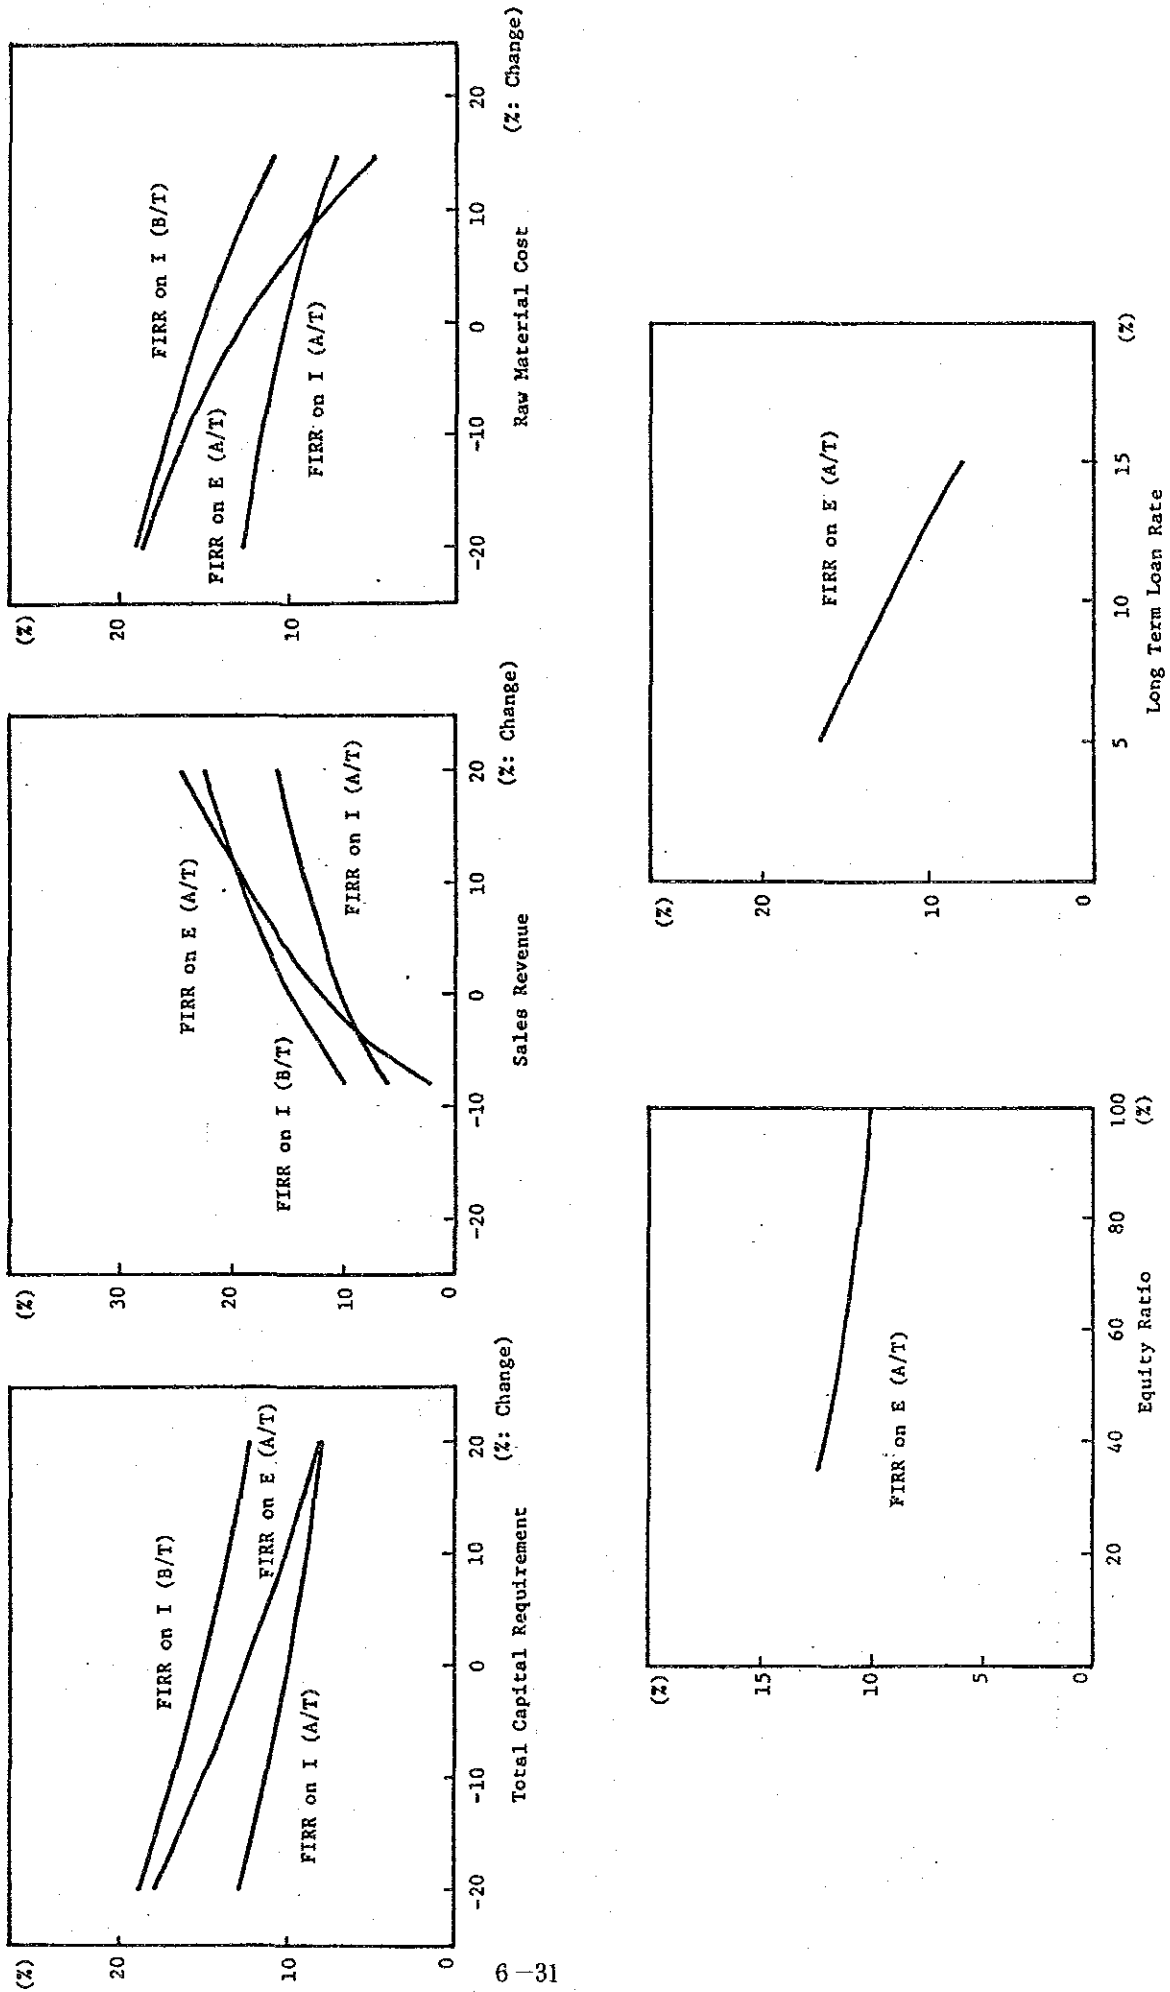 (%)
20
10
0
-20
-10
0
10
20
FIRR on I (B/T)
FIRR on E (A/T)
FIRR on I (A/T)
Total Capital Requirement
(%: Change)
(%)
30
20
10
0
-20
-10
0
10
20
FIRR on E (A/T)
FIRR on I (B/T)
FIRR on I (A/T)
Sales Revenue
(%: Change)
(%)
20
10
-20
-10
0
10
20
FIRR on I (B/T)
FIRR on E (A/T)
FIRR on I (A/T)
Raw Material Cost
(%: Change)
(%)
15
10
5
0
20
40
60
80
100
(%)
FIRR on E (A/T)
Equity Ratio
(%)
20
10
0
5
10
15
(%)
FIRR on E (A/T)
Long Term Loan Rate
6-31